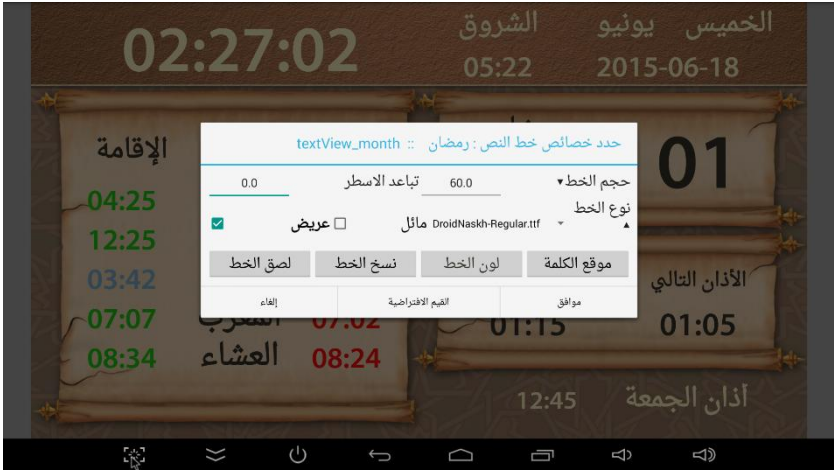 الخميس يونيو الشروق 02:27:02
2015-06-18 05:22
01 الإقامة
حدد خصائص خط النص : رمضان :: textView_month
حجم الخط 60.0 تباعد الاسطر 0.0
نوع الخط DroidNaskh-Regular.ttf مائل عريض
موقع الكلمة لون الخط نسخ الخط لصق الخط
موافق القيم الافتراضية إلغاء
04:25
12:25
03:42
الأذان التالي
01:05 01:15
07:02 المغرب 07:07
08:24 العشاء 08:34
أذان الجمعة 12:45